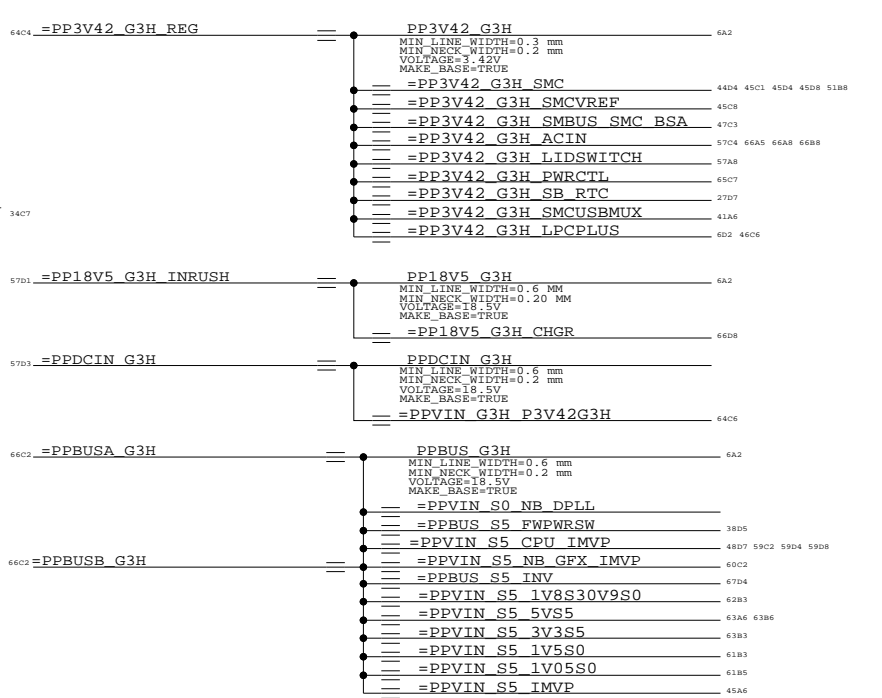 64C4 =PP3V42_G3H_REG PP3V42_G3H 6A2
MIN_LINE_WIDTH=0.3 mm
MIN_NECK_WIDTH=0.2 mm
VOLTAGE=3.42V
MAKE_BASE=TRUE
=PP3V42_G3H_SMC 44D4 45C1 45D4 45D8 51B8
=PP3V42_G3H_SMCVREF 45C8
=PP3V42_G3H_SMBUS_SMC_BSA 47C3
=PP3V42_G3H_ACIN 57C4 66A5 66A8 66B8
=PP3V42_G3H_LIDSWITCH 57A8
=PP3V42_G3H_PWRCTL 65C7
=PP3V42_G3H_SB_RTC 27D7
34C7 =PP3V42_G3H_SMCUSBMUX 41A6
=PP3V42_G3H_LPCPLUS 6D2 46C6
57D1 =PP18V5_G3H_INRUSH PP18V5_G3H 6A2
MIN_LINE_WIDTH=0.6 MM
MIN_NECK_WIDTH=0.20 MM
VOLTAGE=18.5V
MAKE_BASE=TRUE
=PP18V5_G3H_CHGR 66D8
57D3 =PPDCIN_G3H PPDCIN_G3H
MIN_LINE_WIDTH=0.6 mm
MIN_NECK_WIDTH=0.2 mm
VOLTAGE=18.5V
MAKE_BASE=TRUE
=PPVIN_G3H_P3V42G3H 64C6
66C2 =PPBUSA_G3H PPBUS_G3H 6A2
MIN_LINE_WIDTH=0.6 mm
MIN_NECK_WIDTH=0.2 mm
VOLTAGE=18.5V
MAKE_BASE=TRUE
=PPVIN_S0_NB_DPLL
=PPBUS_S5_FWPWRSW 38D5
=PPVIN_S5_CPU_IMVP 48D7 59C2 59D4 59D8
66C2 =PPBUSB_G3H =PPVIN_S5_NB_GFX_IMVP 60C2
=PPBUS_S5_INV 67D4
=PPVIN_S5_1V8S30V9S0 62B3
=PPVIN_S5_5VS5 63A6 63B6
=PPVIN_S5_3V3S5 63B3
=PPVIN_S5_1V5S0 61B3
=PPVIN_S5_1V05S0 61B5
=PPVIN_S5_IMVP 45A6